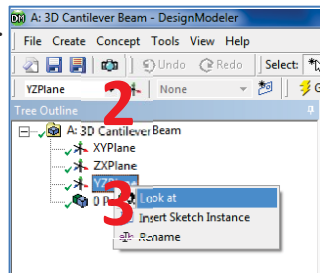 A: 3D Cantilever Beam - DesignModeler
File Create Concept Tools View Help
Undo Redo Select:
YZPlane None
2
Tree Outline
A: 3D Cantilever Beam
XYPlane
ZXPlane
YZPlane
3
0 P
Look at
Insert Sketch Instance
Rename